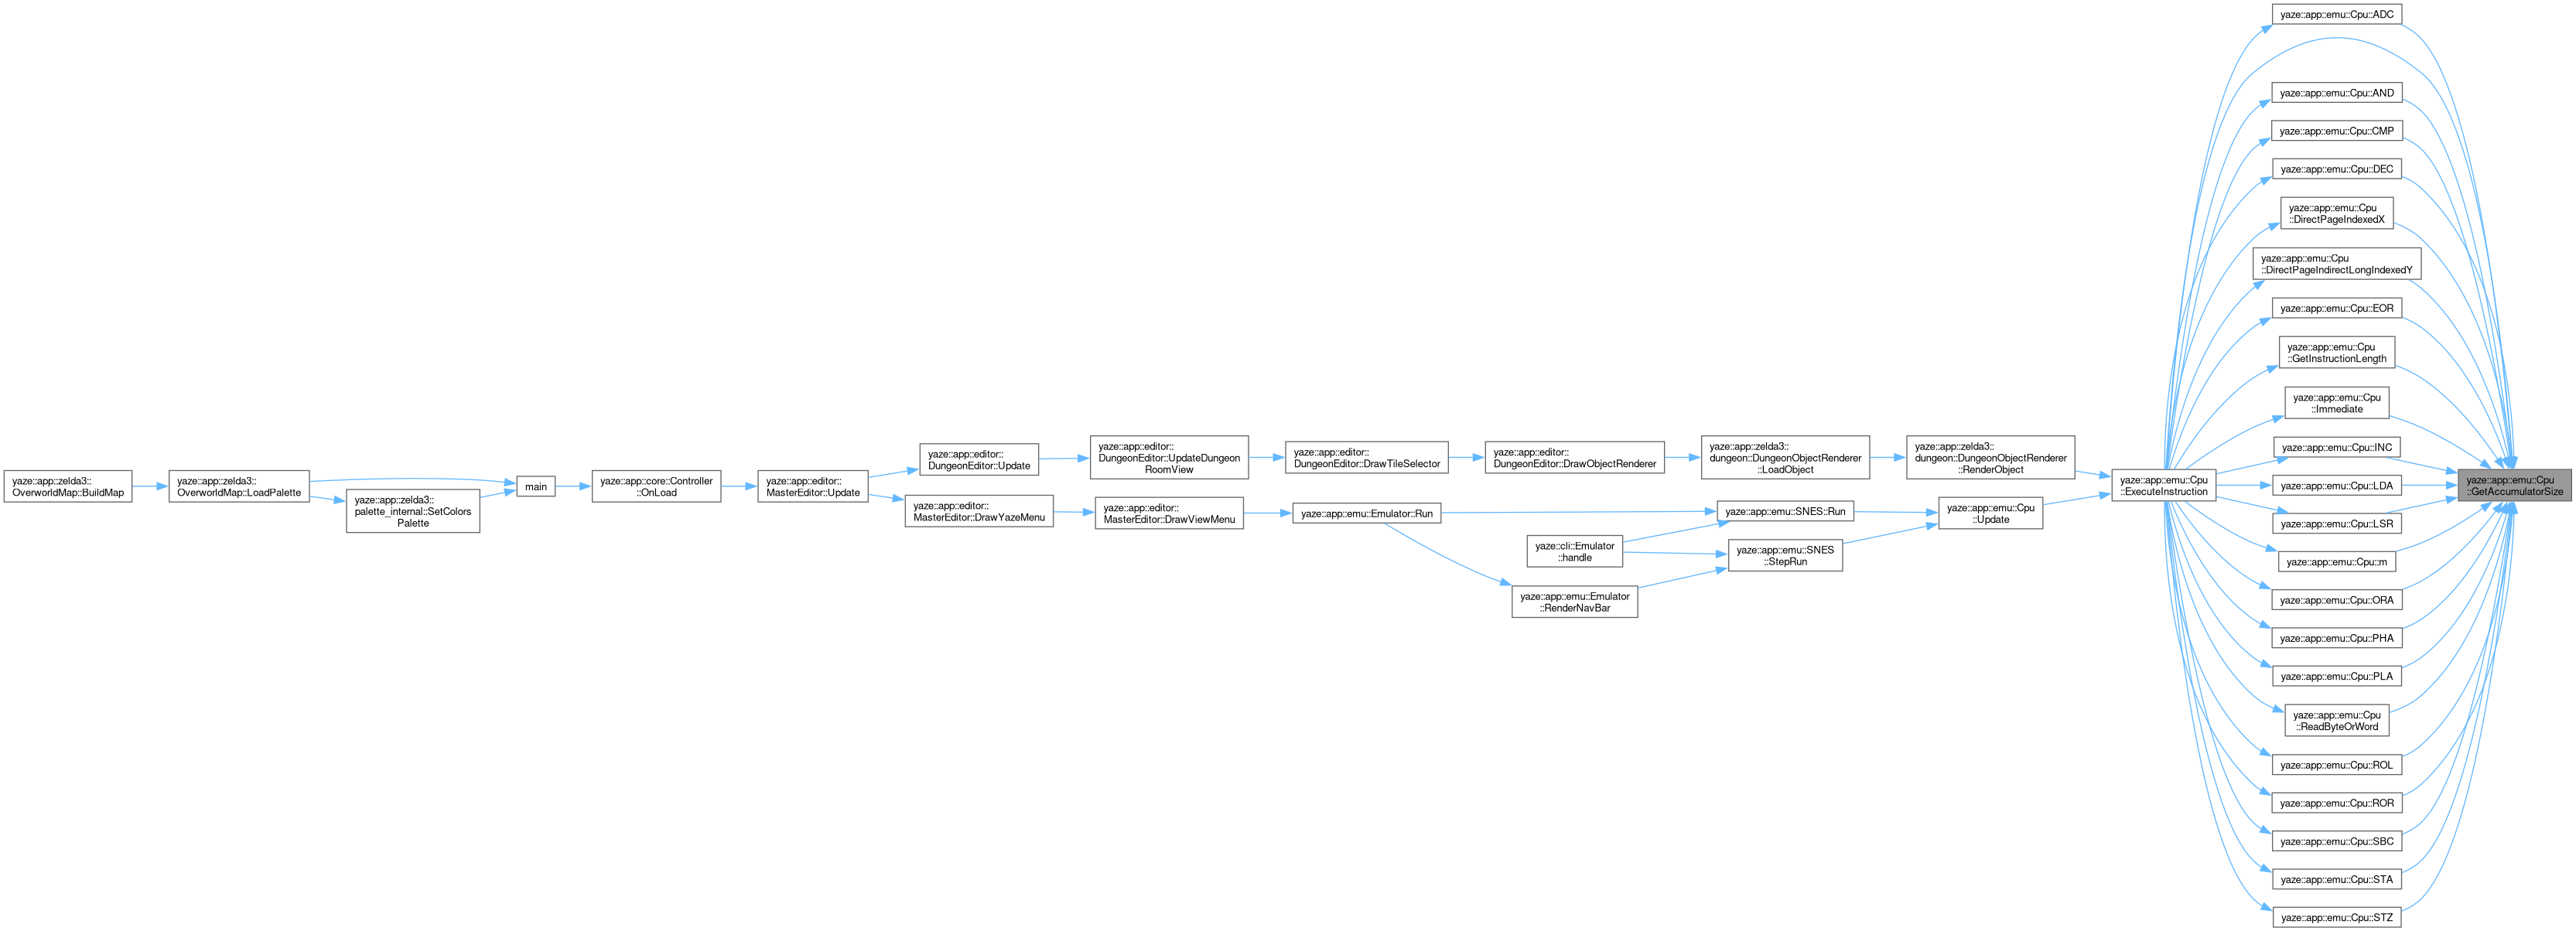 yaze::app::zelda3::
OverworldMap::BuildMap
yaze::app::zelda3::
OverworldMap::LoadPalette
yaze::app::zelda3::
palette_internal::SetColors
Palette
main
yaze::app::core::Controller
::OnLoad
yaze::app::editor::
MasterEditor::Update
yaze::app::editor::
DungeonEditor::Update
yaze::app::editor::
MasterEditor::DrawYazeMenu
yaze::app::editor::
DungeonEditor::UpdateDungeon
RoomView
yaze::app::editor::
MasterEditor::DrawViewMenu
yaze::app::editor::
DungeonEditor::DrawTileSelector
yaze::app::emu::Emulator::Run
yaze::app::editor::
DungeonEditor::DrawObjectRenderer
yaze::cli::Emulator
::handle
yaze::app::emu::Emulator
::RenderNavBar
yaze::app::zelda3::
dungeon::DungeonObjectRenderer
::LoadObject
yaze::app::emu::SNES::Run
yaze::app::emu::SNES
::StepRun
yaze::app::zelda3::
dungeon::DungeonObjectRenderer
::RenderObject
yaze::app::emu::Cpu
::Update
yaze::app::emu::Cpu
::ExecuteInstruction
yaze::app::emu::Cpu::ADC
yaze::app::emu::Cpu::AND
yaze::app::emu::Cpu::CMP
yaze::app::emu::Cpu::DEC
yaze::app::emu::Cpu
::DirectPageIndexedX
yaze::app::emu::Cpu
::DirectPageIndirectLongIndexedY
yaze::app::emu::Cpu::EOR
yaze::app::emu::Cpu
::GetInstructionLength
yaze::app::emu::Cpu
::Immediate
yaze::app::emu::Cpu::INC
yaze::app::emu::Cpu::LDA
yaze::app::emu::Cpu::LSR
yaze::app::emu::Cpu::m
yaze::app::emu::Cpu::ORA
yaze::app::emu::Cpu::PHA
yaze::app::emu::Cpu::PLA
yaze::app::emu::Cpu
::ReadByteOrWord
yaze::app::emu::Cpu::ROL
yaze::app::emu::Cpu::ROR
yaze::app::emu::Cpu::SBC
yaze::app::emu::Cpu::STA
yaze::app::emu::Cpu::STZ
yaze::app::emu::Cpu
::GetAccumulatorSize